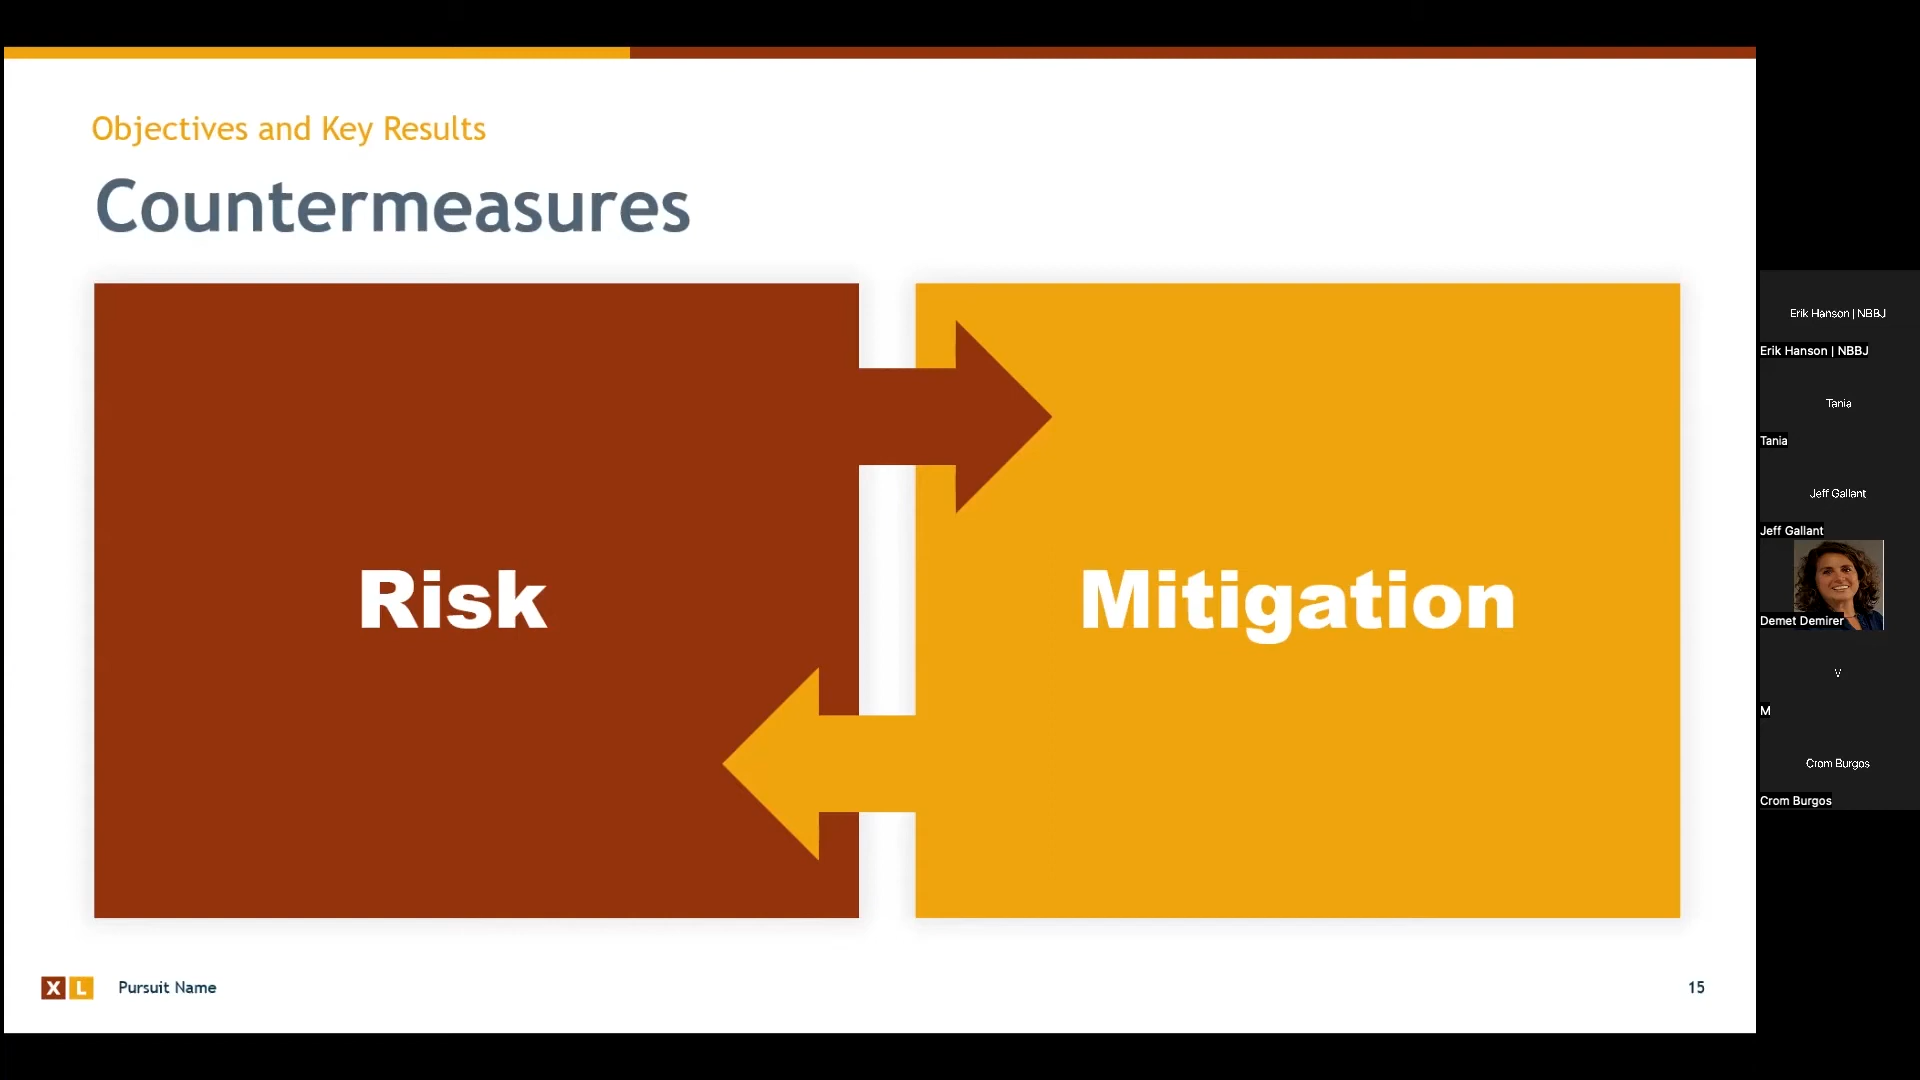 Objectives and Key Results
Countermeasures
Risk
Mitigation
X L Pursuit Name
15
Erik Hanson | NBBJ
Erik Hanson | NBBJ
Tania
Tania
Jeff Gallant
Jeff Gallant
Demet Demirer
V
M
Crom Burgos
Crom Burgos